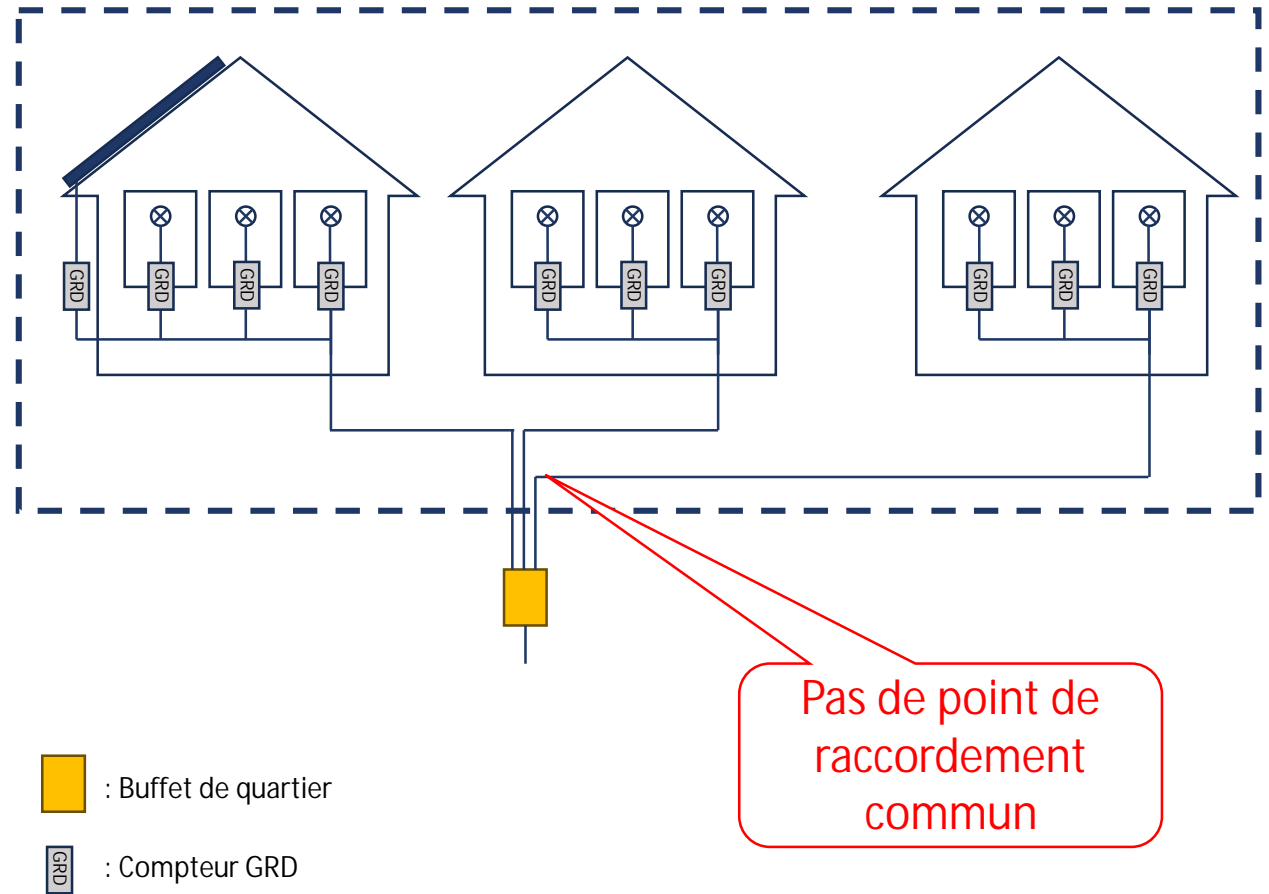 GRD GRD GRD GRD GRD GRD GRD GRD GRD GRD
Pas de point de
raccordement
commun
: Buffet de quartier
GRD : Compteur GRD